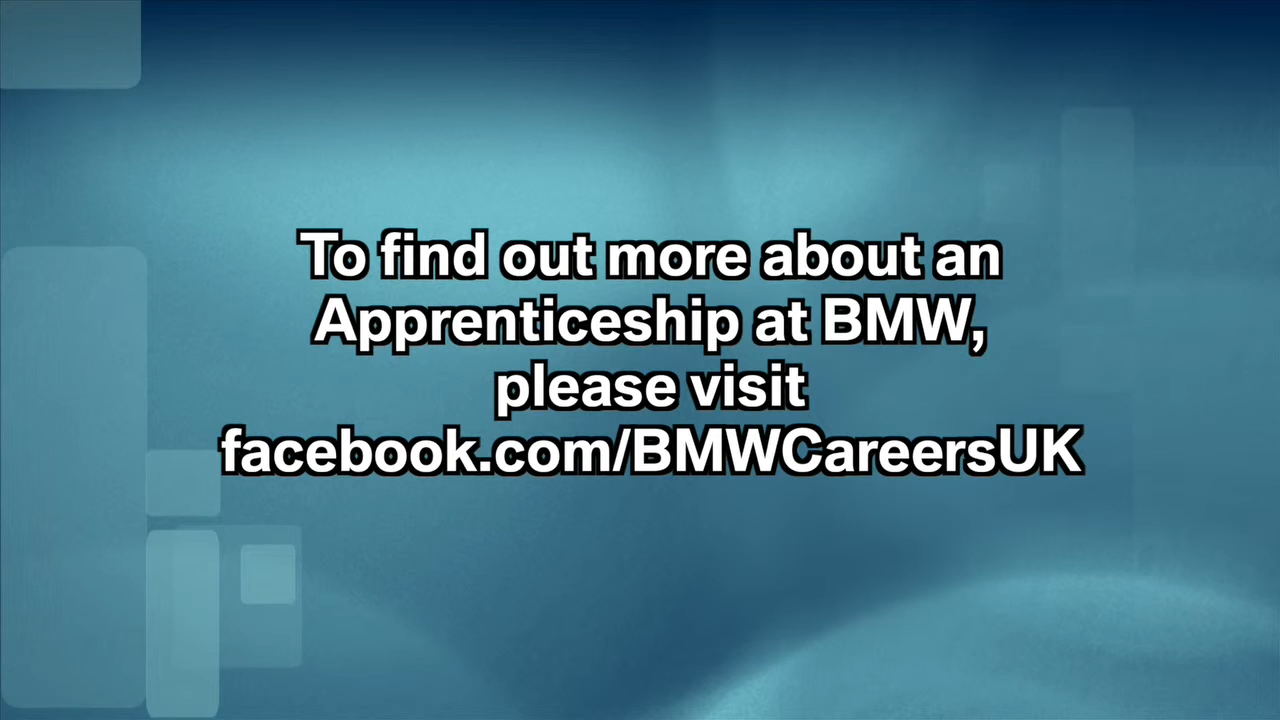 To find out more about an
Apprenticeship at BMW,
please visit
facebook.com/BMWCareersUK